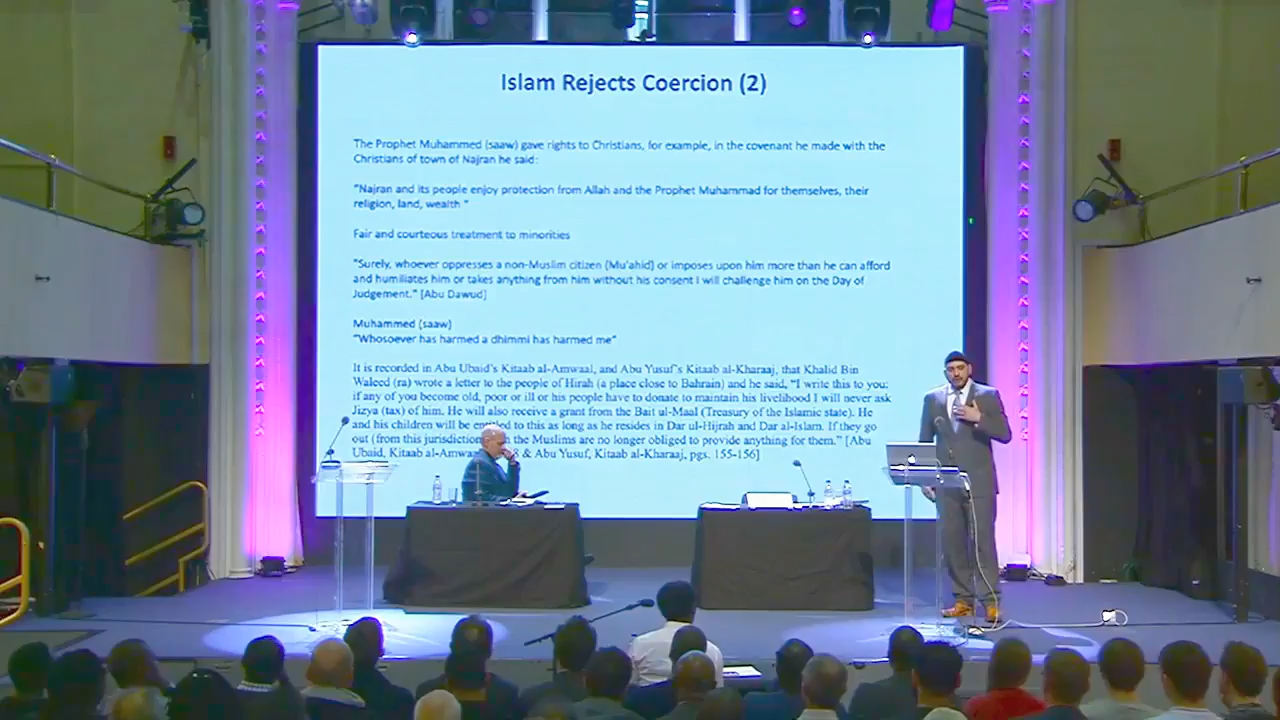 Islam Rejects Coercion (2)
The Prophet Muhammed (saaw) gave rights to Christians, for example, in the covenant he made with the
Christians of town of Najran he said:
"Najran and its people enjoy protection from Allah and the Prophet Muhammad for themselves, their
religion, land, wealth "
Fair and courteous treatment to minorities
"Surely, whoever oppresses a non-Muslim citizen (Mu'ahid) or imposes upon him more than he can afford
and humiliates him or takes anything from him without his consent I will challenge him on the Day of
Judgement." [Abu Dawud]
Muhammed (saaw)
"Whosoever has harmed a dhimmi has harmed me"
It is recorded in Abu Ubaid's Kitaab al-Amwaal, and Abu Yusuf's Kitaab al-Kharaaj, that Khalid Bin
Waleed (ra) wrote a letter to the people of Hirah (a place close to Bahrain) and he said, "I write this to you;
if any of you become old, poor or ill or his people have to donate to maintain his livelihood I will never ask
Jizya (tax) of him. He will also receive a grant from the Bait ul-Maal (Treasury of the Islamic state). He
and his children will be entitled to this as long as he resides in Dar ul-Hijrah and Dar al-Islam. If they go
out (from this jurisdiction the Muslims are no longer obliged to provide anything for them." [Abu
Ubaid, Kitaab al-Amwaa 8 & Abu Yusuf, Kitaab al-Kharaaj, pgs. 155-156]